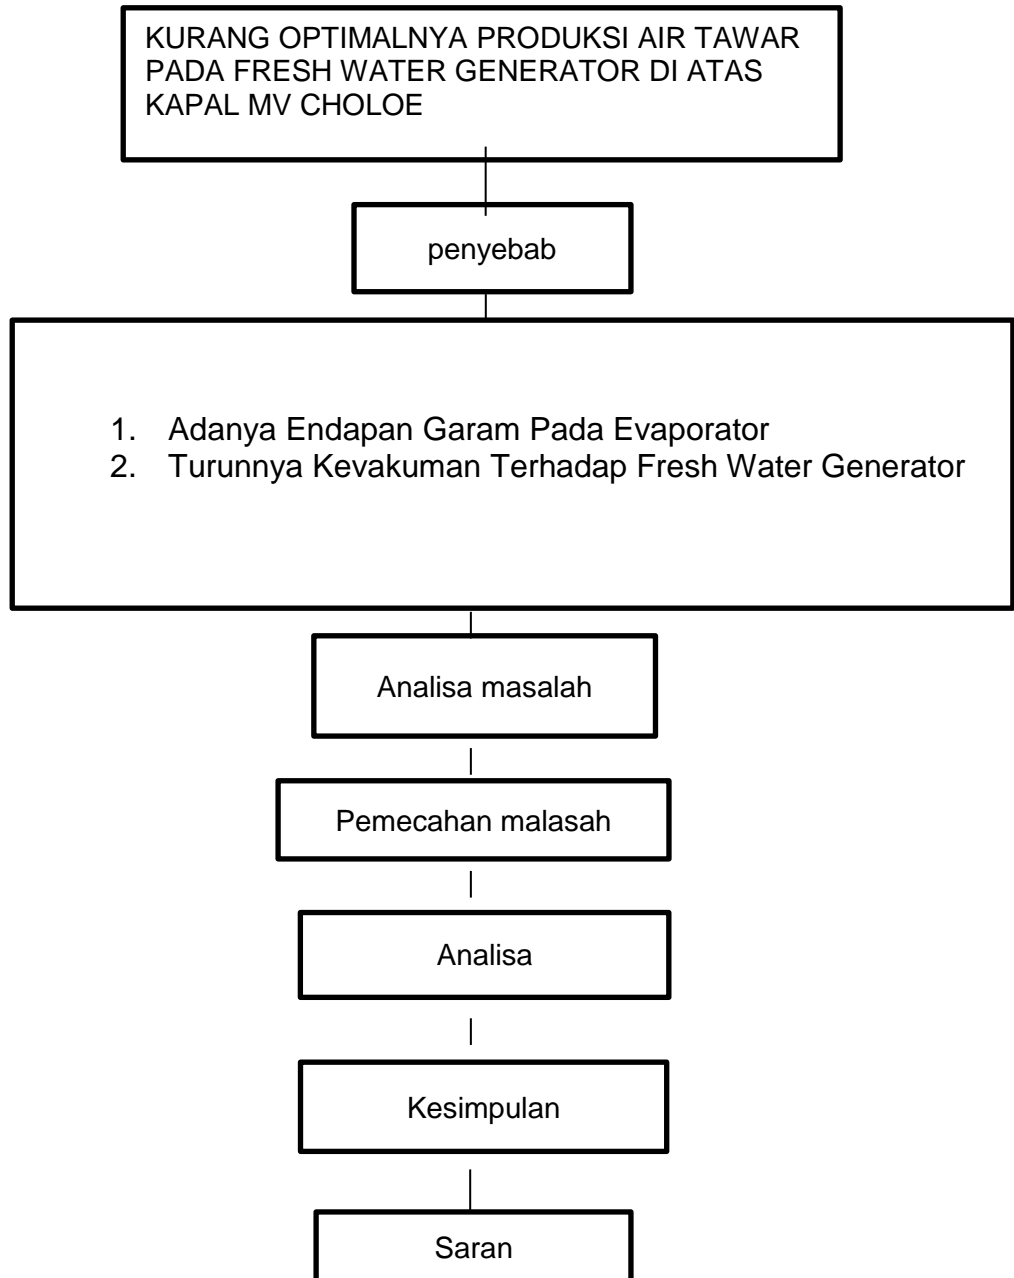 KURANG OPTIMALNYA PRODUKSI AIR TAWAR
PADA FRESH WATER GENERATOR DI ATAS
KAPAL MV CHOLOE
penyebab
1. Adanya Endapan Garam Pada Evaporator
2. Turunnya Kevakuman Terhadap Fresh Water Generator
Analisa masalah
Pemecahan malasah
Analisa
Kesimpulan
Saran